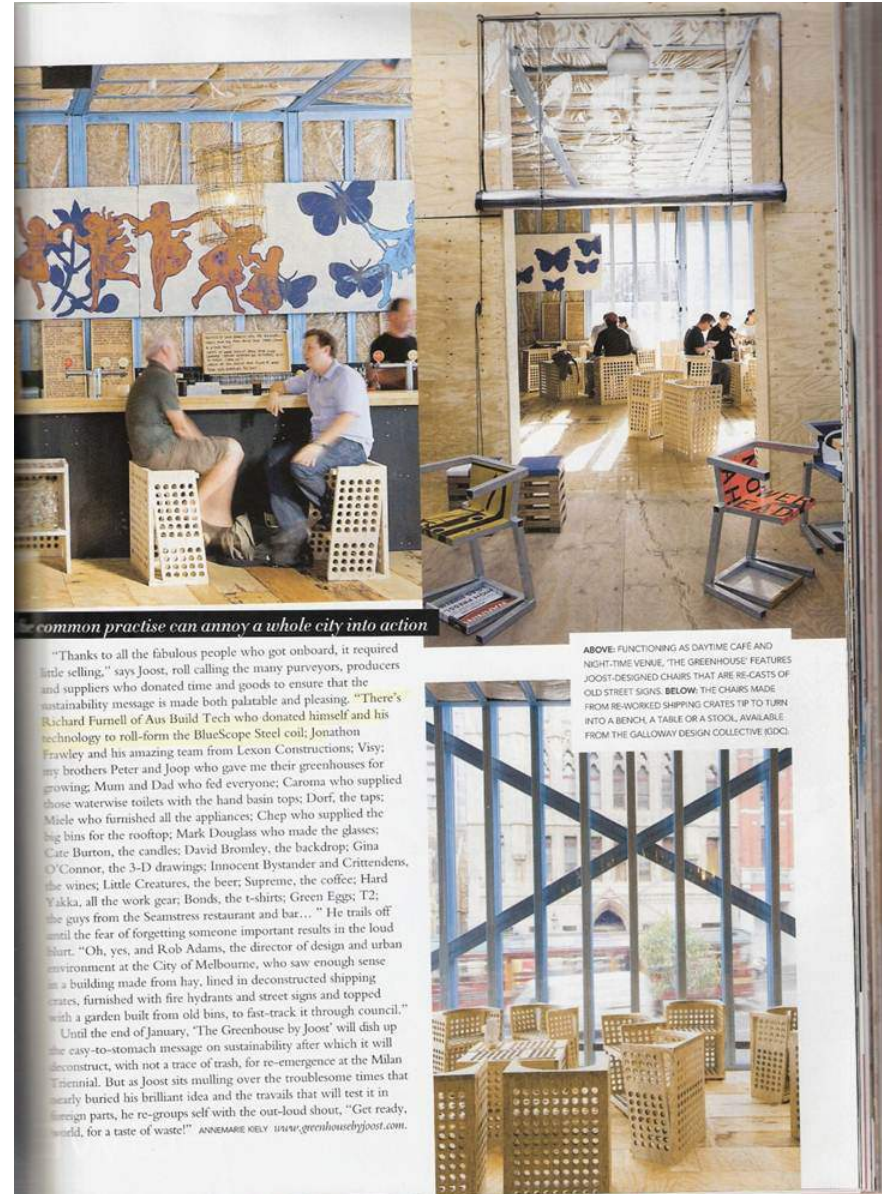 common practise can annoy a whole city into action
"Thanks to all the fabulous people who got onboard, it required
little selling," says Joost, roll calling the many purveyors, producers
and suppliers who donated time and goods to ensure that the
sustainability message is made both palatable and pleasing. "There's
Richard Furnell of Aus Build Tech who donated himself and his
technology to roll-form the BlueScope Steel coil; Jonathon
Frawley and his amazing team from Lexon Constructions; Visy;
my brothers Peter and Joop who gave me their greenhouses for
growing; Mum and Dad who fed everyone; Caroma who supplied
those waterwise toilets with the hand basin tops; Dorf, the taps;
Miele who furnished all the appliances; Chep who supplied the
big bins for the rooftop; Mark Douglass who made the glasses;
Cate Burton, the candles; David Bromley, the backdrop; Gina
O'Connor, the 3-D drawings; Innocent Bystander and Crittendens,
the wines; Little Creatures, the beer; Supreme, the coffee; Hard
Yakka, all the work gear; Bonds, the t-shirts; Green Eggs; T2;
the guys from the Seamstress restaurant and bar… " He trails off
until the fear of forgetting someone important results in the loud
blurt. "Oh, yes, and Rob Adams, the director of design and urban
environment at the City of Melbourne, who saw enough sense
in a building made from hay, lined in deconstructed shipping
crates, furnished with fire hydrants and street signs and topped
with a garden built from old bins, to fast-track it through council."
Until the end of January, 'The Greenhouse by Joost' will dish up
the easy-to-stomach message on sustainability after which it will
deconstruct, with not a trace of trash, for re-emergence at the Milan
Triennial. But as Joost sits mulling over the troublesome times that
nearly buried his brilliant idea and the travails that will test it in
foreign parts, he re-groups self with the out-loud shout, "Get ready,
world, for a taste of waste!" ANNEMARIE KIELY www.greenhousebyjoost.com.
ABOVE: FUNCTIONING AS DAYTIME CAFÉ AND
NIGHT-TIME VENUE, 'THE GREENHOUSE' FEATURES
JOOST-DESIGNED CHAIRS THAT ARE RE-CASTS OF
OLD STREET SIGNS. BELOW: THE CHAIRS MADE
FROM RE-WORKED SHIPPING CRATES TIP TO TURN
INTO A BENCH, A TABLE OR A STOOL, AVAILABLE
FROM THE GALLOWAY DESIGN COLLECTIVE (GDC).
MOWER
AHEAD